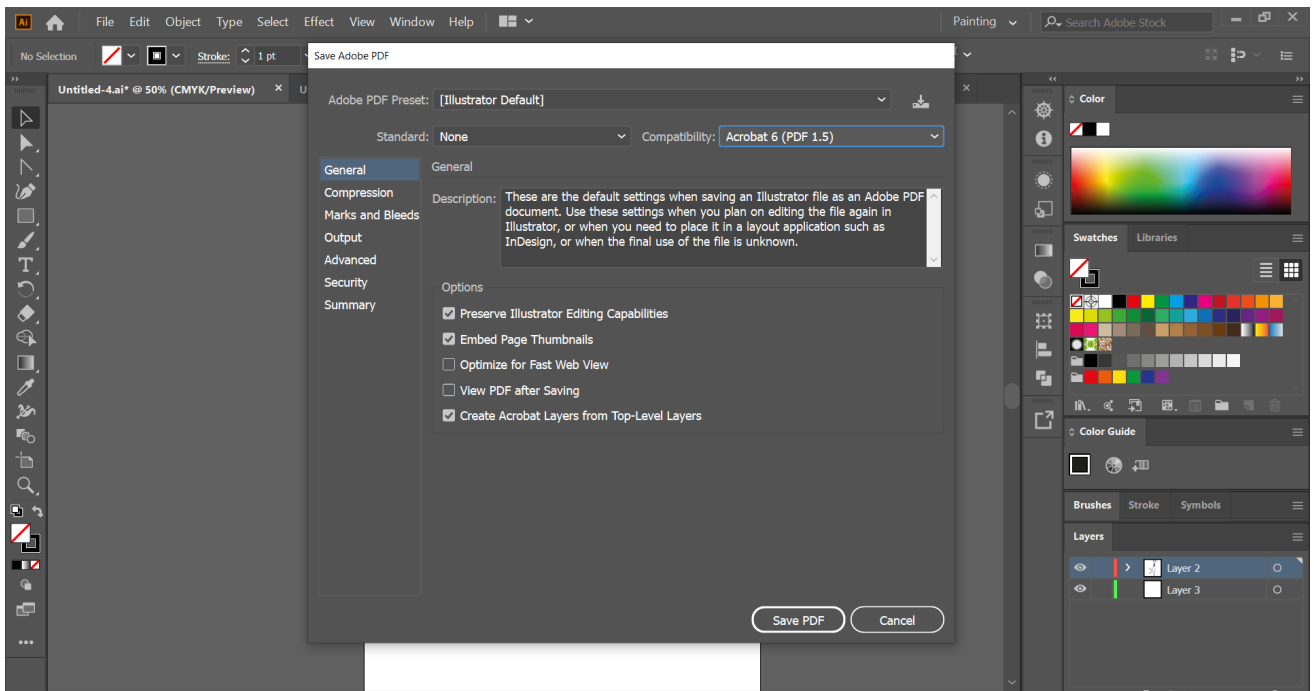 Ai File Edit Object Type Select Effect View Window Help Painting Search Adobe Stock
No Selection Stroke: 1 pt
Save Adobe PDF
Untitled-4.ai* @ 50% (CMYK/Preview) × U
Adobe PDF Preset: [Illustrator Default]
Standard: None Compatibility: Acrobat 6 (PDF 1.5)
General
Compression
Marks and Bleeds
Output
Advanced
Security
Summary
General
Description: These are the default settings when saving an Illustrator file as an Adobe PDF
document. Use these settings when you plan on editing the file again in
Illustrator, or when you need to place it in a layout application such as
InDesign, or when the final use of the file is unknown.
Options
Preserve Illustrator Editing Capabilities
Embed Page Thumbnails
Optimize for Fast Web View
View PDF after Saving
Create Acrobat Layers from Top-Level Layers
Save PDF Cancel
Color
Swatches Libraries
Color Guide
Brushes Stroke Symbols
Layers
Layer 2
Layer 3